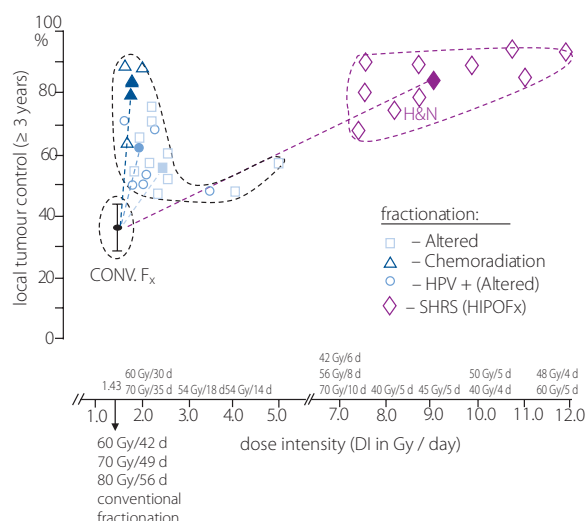 100
%
80
60
40
20
0
local tumour control (≥ 3 years)
H&N
CONV. Fx
fractionation:
– Altered
– Chemoradiation
– HPV + (Altered)
– SHRS (HIPOFx)
42 Gy/6 d
60 Gy/30 d 56 Gy/8 d 50 Gy/5 d 48 Gy/4 d
1.43 70 Gy/35 d 54 Gy/18 d 54 Gy/14 d 70 Gy/10 d 40 Gy/5 d 45 Gy/5 d 40 Gy/4 d 60 Gy/5 d
1.0 2.0 3.0 4.0 5.0 7.0 8.0 9.0 10.0 11.0 12.0
dose intensity (DI in Gy / day)
60 Gy/42 d
70 Gy/49 d
80 Gy/56 d
conventional
fractionation